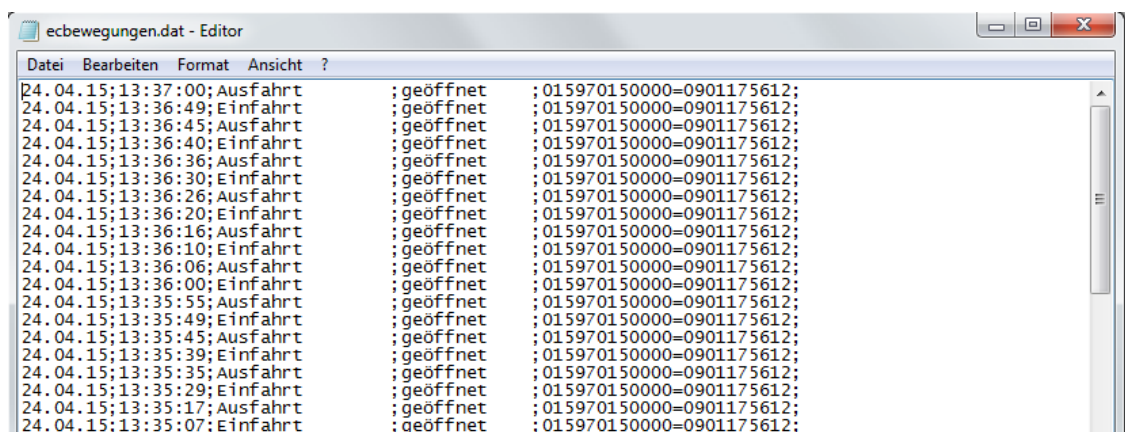 ecbewegungen.dat - Editor
Datei Bearbeiten Format Ansicht ?
24.04.15;13:37:00;Ausfahrt ;geöffnet ;015970150000=0901175612;
24.04.15;13:36:49;Einfahrt ;geöffnet ;015970150000=0901175612;
24.04.15;13:36:45;Ausfahrt ;geöffnet ;015970150000=0901175612;
24.04.15;13:36:40;Einfahrt ;geöffnet ;015970150000=0901175612;
24.04.15;13:36:36;Ausfahrt ;geöffnet ;015970150000=0901175612;
24.04.15;13:36:30;Einfahrt ;geöffnet ;015970150000=0901175612;
24.04.15;13:36:26;Ausfahrt ;geöffnet ;015970150000=0901175612;
24.04.15;13:36:20;Einfahrt ;geöffnet ;015970150000=0901175612;
24.04.15;13:36:16;Ausfahrt ;geöffnet ;015970150000=0901175612;
24.04.15;13:36:10;Einfahrt ;geöffnet ;015970150000=0901175612;
24.04.15;13:36:06;Ausfahrt ;geöffnet ;015970150000=0901175612;
24.04.15;13:36:00;Einfahrt ;geöffnet ;015970150000=0901175612;
24.04.15;13:35:55;Ausfahrt ;geöffnet ;015970150000=0901175612;
24.04.15;13:35:49;Einfahrt ;geöffnet ;015970150000=0901175612;
24.04.15;13:35:45;Ausfahrt ;geöffnet ;015970150000=0901175612;
24.04.15;13:35:39;Einfahrt ;geöffnet ;015970150000=0901175612;
24.04.15;13:35:35;Ausfahrt ;geöffnet ;015970150000=0901175612;
24.04.15;13:35:29;Einfahrt ;geöffnet ;015970150000=0901175612;
24.04.15;13:35:17;Ausfahrt ;geöffnet ;015970150000=0901175612;
24.04.15;13:35:07;Einfahrt ;geöffnet ;015970150000=0901175612;